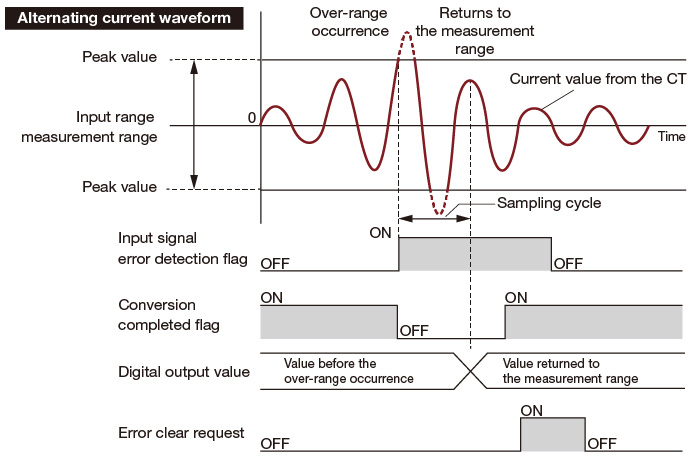 Alternating current waveform
Over-range
occurrence
Returns to
the measurement
range
Peak value
Current value from the CT
Input range
measurement range
0
Time
Peak value
Sampling cycle
Input signal
error detection flag
ON
OFF
OFF
Conversion
completed flag
ON
OFF
ON
Digital output value
Value before the
over-range occurrence
Value returned to
the measurement range
Error clear request
OFF
ON
OFF